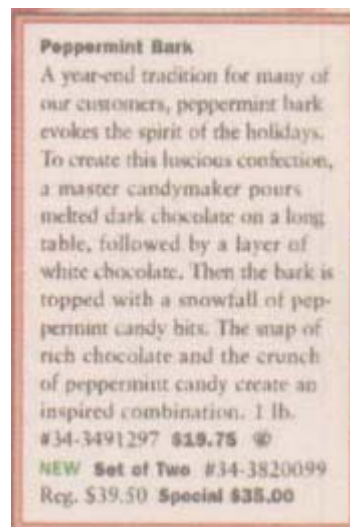 Peppermint Bark
A year-end tradition for many of
our customers, peppermint bark
evokes the spirit of the holidays.
To create this luscious confection,
a master candymaker pours
melted dark chocolate on a long
table, followed by a layer of
white chocolate. Then the bark is
topped with a snowfall of pep-
permint candy bits. The snap of
rich chocolate and the crunch
of peppermint candy create an
inspired combination. 1 lb.
#34-3491297 $19.75
NEW Set of Two #34-3820099
Reg. $39.50 Special $35.00